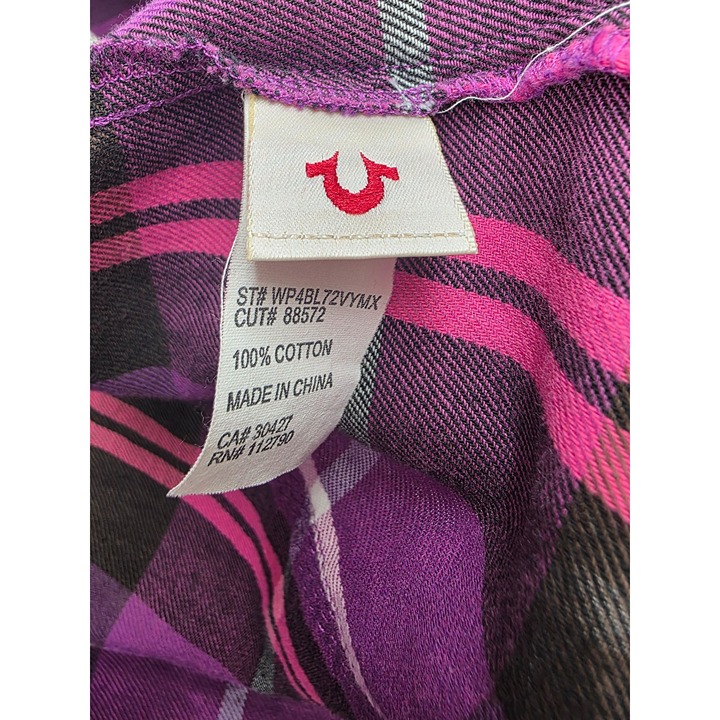 ST# WP4BL72VYMX
CUT# 88572
100% COTTON
MADE IN CHINA
CA# 30427
RN# 112790